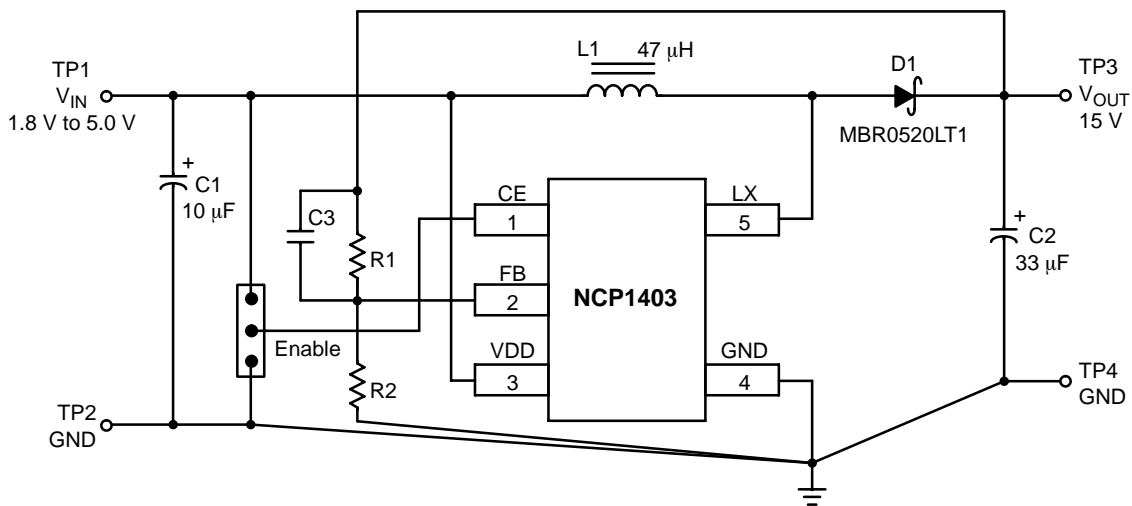 L1 47 µH
TP1
V_IN
1.8 V to 5.0 V
D1
MBR0520LT1
TP3
V_OUT
15 V
+
C1
10 µF
C3
R1
CE
1
LX
5
+
C2
33 µF
FB
2
NCP1403
Enable
VDD
3
GND
4
R2
TP2
GND
TP4
GND